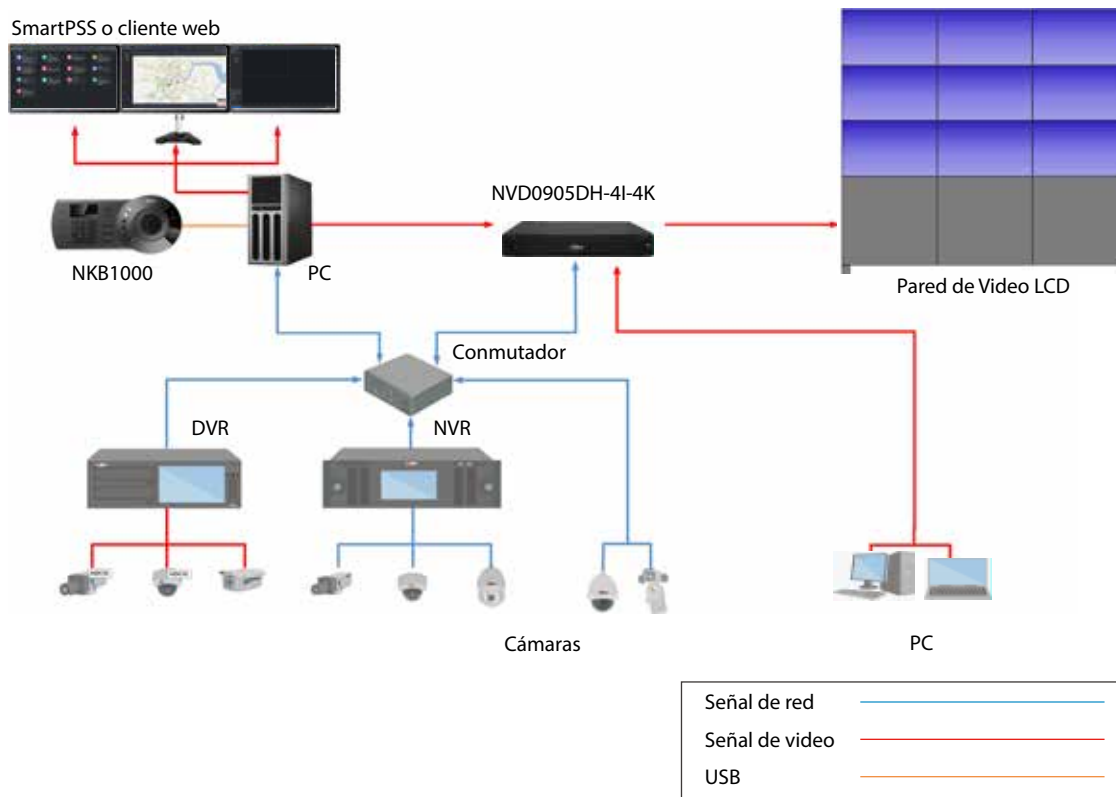 SmartPSS o cliente web
NVD0905DH-4I-4K
NKB1000
PC
Pared de Video LCD
Conmutador
DVR
NVR
Cámaras
PC
Señal de red
Señal de video
USB